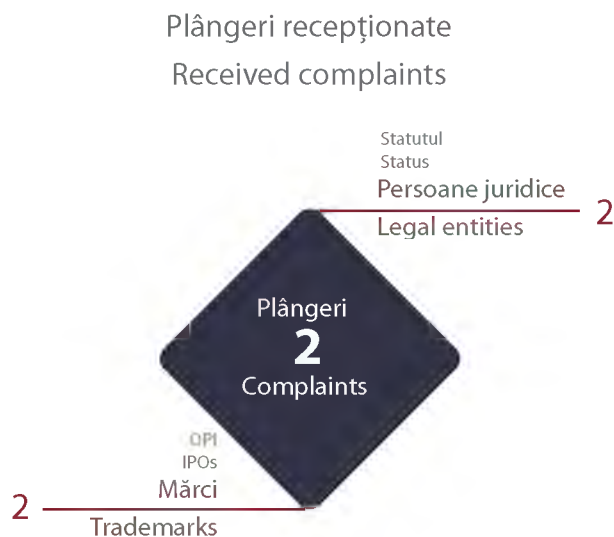 Plângeri recepționate
Received complaints
Statutul
Status
Persoane juridice
2
Legal entities
Plângeri
2
Complaints
OPI
IPOs
Mărci
2
Trademarks